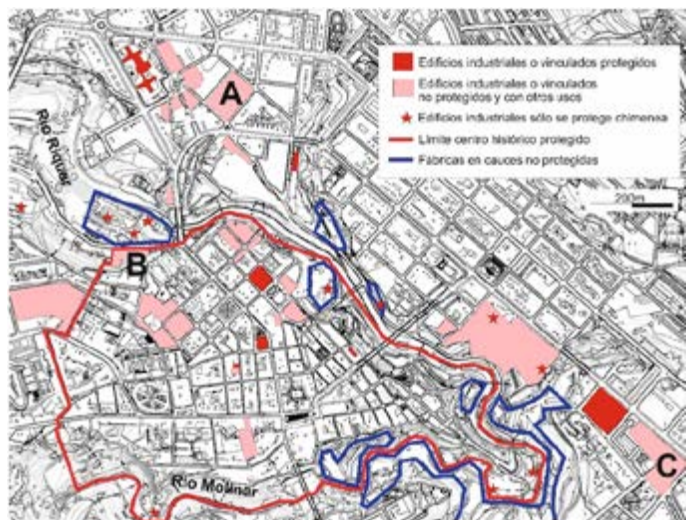 Edificios industriales o vinculados protegidos
Edificios industriales o vinculados
no protegidos y con otros usos
Edificios industriales sólo se protege chimenea
Límite centro histórico protegido
Fábricas en cauces no protegidas
A
Río Riquer
B
C
Río Molinar